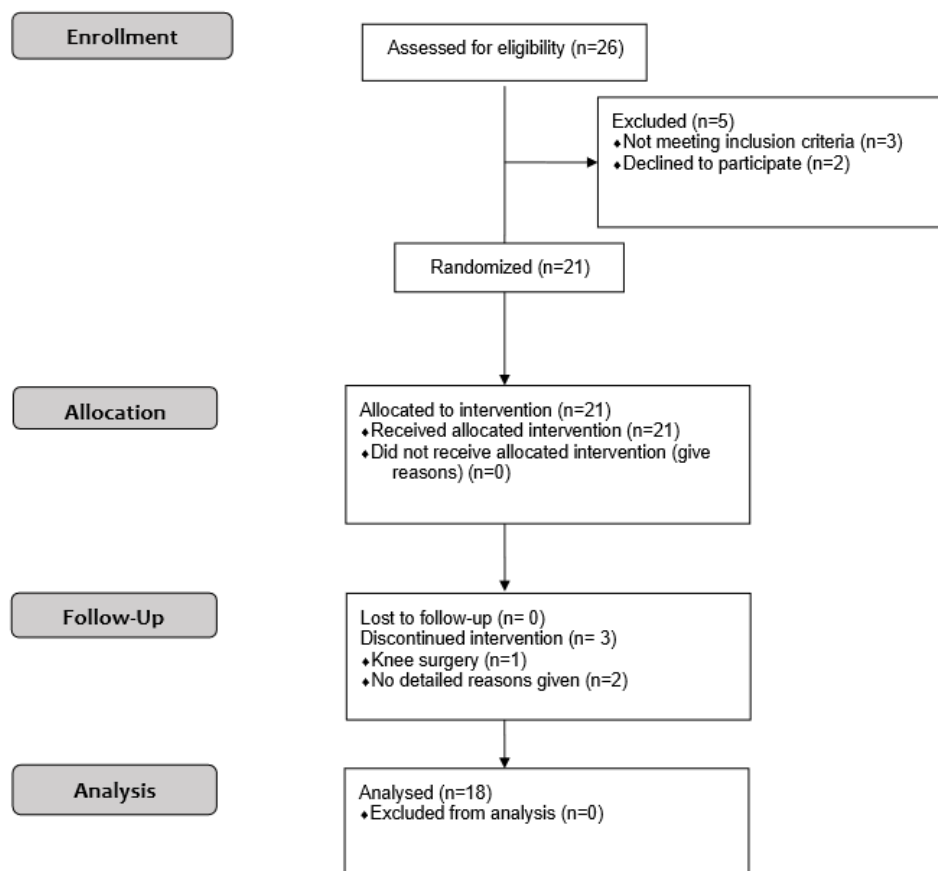 Enrollment
Assessed for eligibility (n=26)
Excluded (n=5)
♦Not meeting inclusion criteria (n=3)
♦Declined to participate (n=2)
Randomized (n=21)
Allocation
Allocated to intervention (n=21)
♦Received allocated intervention (n=21)
♦Did not receive allocated intervention (give
reasons) (n=0)
Follow-Up
Lost to follow-up (n= 0)
Discontinued intervention (n= 3)
♦Knee surgery (n=1)
♦No detailed reasons given (n=2)
Analysis
Analysed (n=18)
♦Excluded from analysis (n=0)